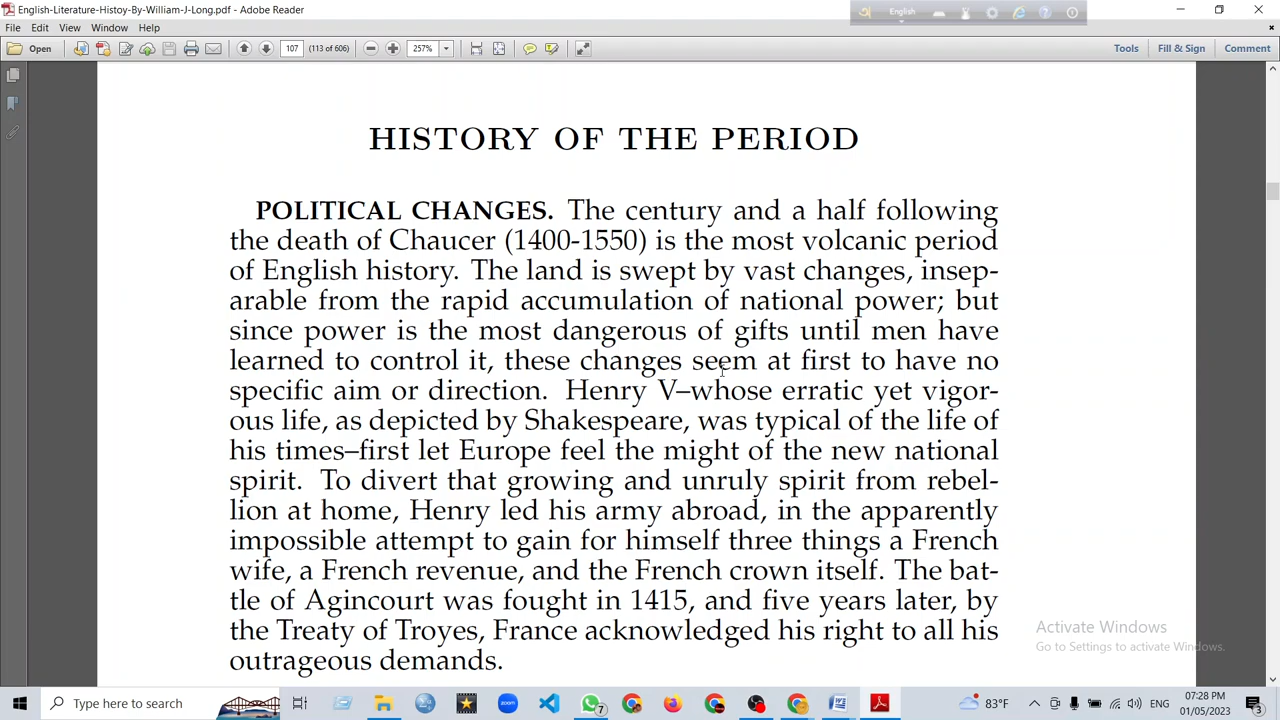 English-Literature-Histoy-By-William-J-Long.pdf - Adobe Reader
English
File Edit View Window Help
Open 107 (113 of 606) 257% Tools Fill & Sign Comment
HISTORY OF THE PERIOD
POLITICAL CHANGES. The century and a half following
the death of Chaucer (1400-1550) is the most volcanic period
of English history. The land is swept by vast changes, insep-
arable from the rapid accumulation of national power; but
since power is the most dangerous of gifts until men have
learned to control it, these changes seem at first to have no
specific aim or direction. Henry V–whose erratic yet vigor-
ous life, as depicted by Shakespeare, was typical of the life of
his times–first let Europe feel the might of the new national
spirit. To divert that growing and unruly spirit from rebel-
lion at home, Henry led his army abroad, in the apparently
impossible attempt to gain for himself three things a French
wife, a French revenue, and the French crown itself. The bat-
tle of Agincourt was fought in 1415, and five years later, by
the Treaty of Troyes, France acknowledged his right to all his
outrageous demands.
Activate Windows
Go to Settings to activate Windows.
Type here to search
7
83°F
ENG
07:28 PM
01/05/2023
3